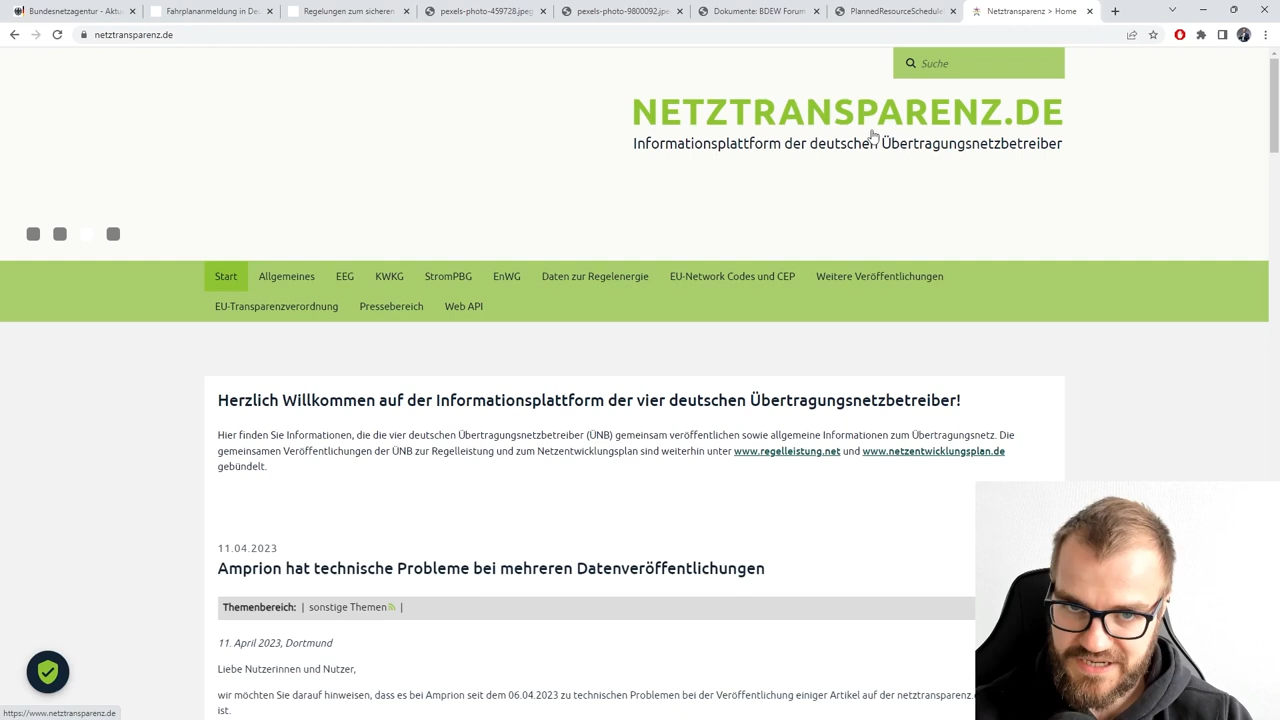 Bundesnetzagentur - Aktu
Fahrplananmeldung in De
Regelungen zum sicheren
pexels-photo-459728.jpeg
pexels-photo-9800092.jpe
Dokumente: BDEW Forum
PlannedResourceSchedule
Netztransparenz > Home
netztransparenz.de
Suche
NETZTRANSPARENZ.DE
Informationsplattform der deutschen Übertragungsnetzbetreiber
Start Allgemeines EEG KWKG StromPBG EnWG Daten zur Regelenergie EU-Network Codes und CEP Weitere Veröffentlichungen
EU-Transparenzverordnung Pressebereich Web API
Herzlich Willkommen auf der Informationsplattform der vier deutschen Übertragungsnetzbetreiber!
Hier finden Sie Informationen, die die vier deutschen Übertragungsnetzbetreiber (ÜNB) gemeinsam veröffentlichen sowie allgemeine Informationen zum Übertragungsnetz. Die
gemeinsamen Veröffentlichungen der ÜNB zur Regelleistung und zum Netzentwicklungsplan sind weiterhin unter www.regelleistung.net und www.netzentwicklungsplan.de
gebündelt.
11.04.2023
Amprion hat technische Probleme bei mehreren Datenveröffentlichungen
Themenbereich: | sonstige Themen |
11. April 2023, Dortmund
Liebe Nutzerinnen und Nutzer,
wir möchten Sie darauf hinweisen, dass es bei Amprion seit dem 06.04.2023 zu technischen Problemen bei der Veröffentlichung einiger Artikel auf der netztransparenz.
ist.
https://www.netztransparenz.de